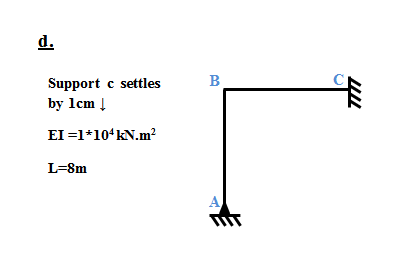 d.
Support c settles
by 1cm ↓
EI =1*10⁴ kN.m²
L=8m
B
C
A